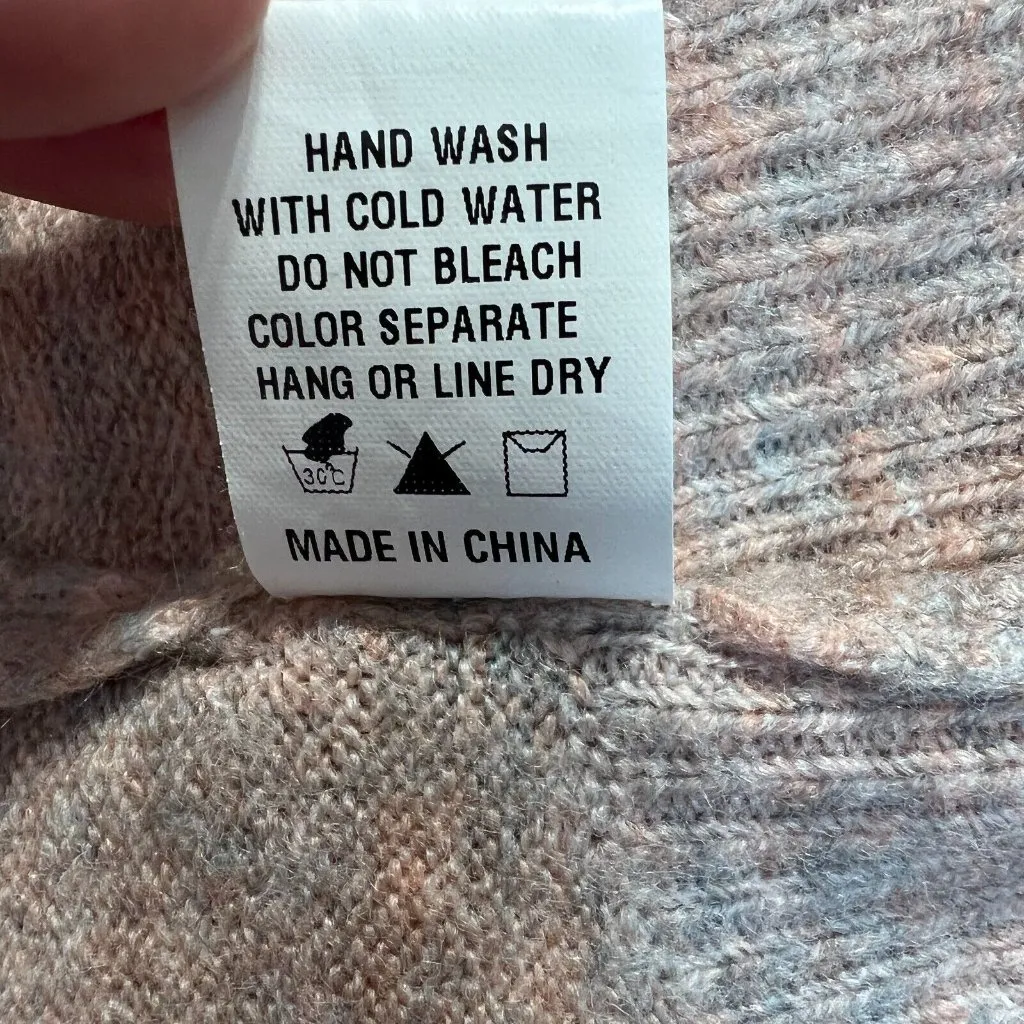 HAND WASH
WITH COLD WATER
DO NOT BLEACH
COLOR SEPARATE
HANG OR LINE DRY
30°C
MADE IN CHINA